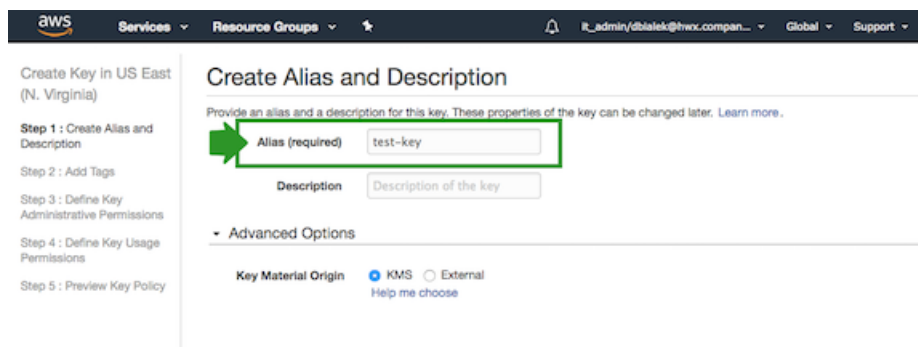 aws Services Resource Groups it_admin/dbialek@hwx.compan... Global Support
Create Key in US East
(N. Virginia)
Step 1 : Create Alias and
Description
Step 2 : Add Tags
Step 3 : Define Key
Administrative Permissions
Step 4 : Define Key Usage
Permissions
Step 5 : Preview Key Policy
Create Alias and Description
Provide an alias and a description for this key. These properties of the key can be changed later. Learn more.
Alias (required) test-key
Description Description of the key
Advanced Options
Key Material Origin KMS External
Help me choose